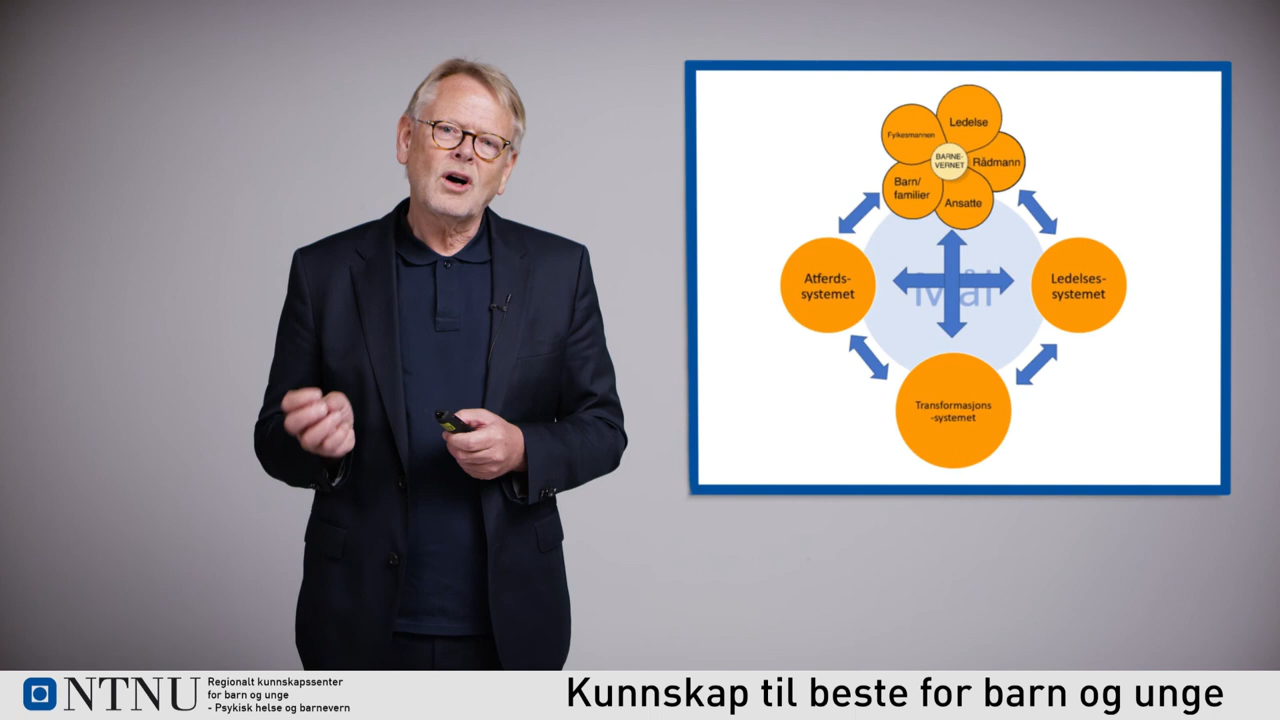 Fylkesmannen
Ledelse
BARNE-
VERNET
Rådmann
Barn/
familier
Ansatte
Atferds-
systemet
Mål
Ledelses-
systemet
Transformasjons
-systemet
NTNU
Regionalt kunnskapssenter
for barn og unge
- Psykisk helse og barnevern
Kunnskap til beste for barn og unge